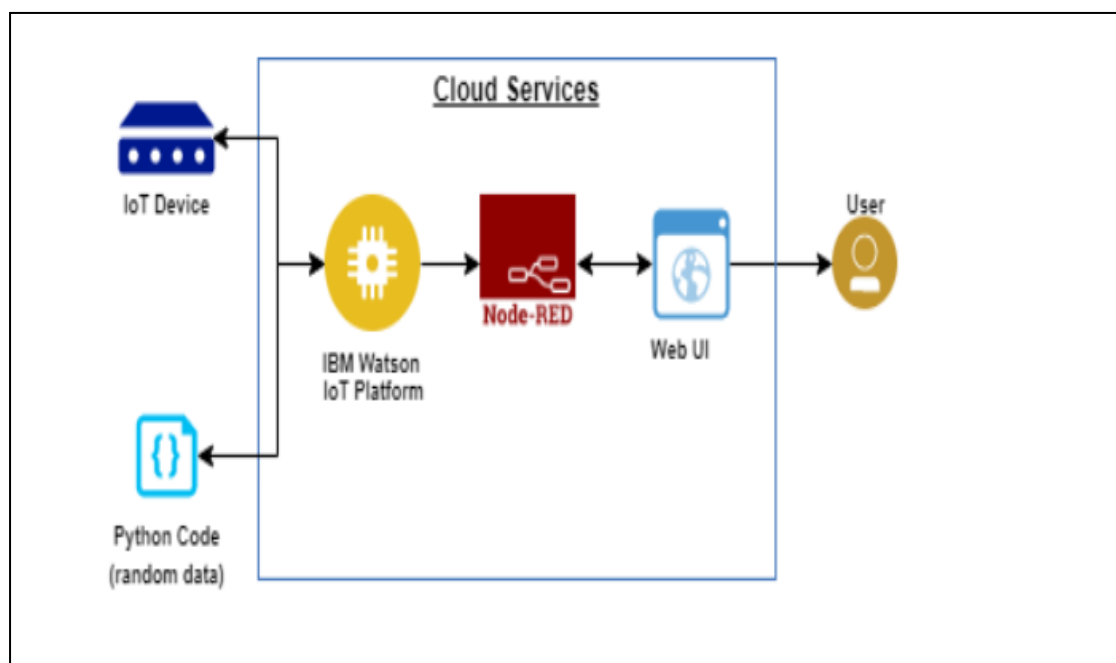 Cloud Services
IoT Device
User
Node-RED
Web UI
IBM Watson
IoT Platform
{}
Python Code
(random data)